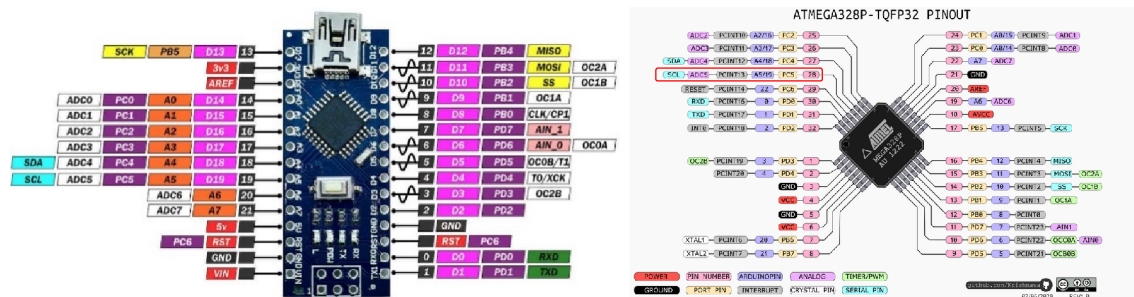 SCK PB5 D13 13
3v3
AREF
ADC0 PC0 A0 D14 14
ADC1 PC1 A1 D15 15
ADC2 PC2 A2 D16 16
ADC3 PC3 A3 D17 17
SDA ADC4 PC4 A4 D18 18
SCL ADC5 PC5 A5 D19 19
ADC6 A6 20
ADC7 A7 21
5v
PC6 RST
GND
VIN
12 D12 PB4 MISO
11 D11 PB3 MOSI OC2A
10 D10 PB2 SS OC1B
9 D9 PB1 OC1A
8 D8 PB0 CLK/CP1
7 D7 PD7 AIN_1
6 D6 PD6 AIN_0 OC0A
5 D5 PD5 OC0B/T1
4 D4 PD4 TO/XCK
3 D3 PD3 OC2B
2 D2 PD2
GND
RST PC6
0 D0 PD0 RXD
1 D1 PD1 TXD
ATMEGA328P-TQFP32 PINOUT
ADC2 PCINT10 A2/16 PC2 25
ADC3 PCINT11 A3/17 PC3 26
SDA ADC4 PCINT12 A4/18 PC4 27
SCL ADC5 PCINT13 A5/19 PC5 28
RESET PCINT14 22 PC6 29
RXD PCINT16 0 PD0 30
TXD PCINT17 1 PD1 31
INT0 PCINT18 2 PD2 32
OC2B PCINT19 3 PD3 1
PCINT20 4 PD4 2
GND 3
VCC 4
GND 5
VCC 6
XTAL1 PCINT6 20 PB6 7
XTAL2 PCINT7 21 PB7 8
24 PC1 A0/15 PCINT9 ADC1
23 PC0 A0/14 PCINT8 ADC0
22 A7 ADC7
21 GND
20 AREF
19 A6 ADC6
18 AVCC
17 PB5 13 PCINT5 SCK
16 PB4 12 PCINT4 MISO
15 PB3 11 PCINT3 MOSI OC2A
14 PB2 10 PCINT2 SS OC1B
13 PB1 9 PCINT1 OC1A
12 PB0 8 PCINT0
11 PD7 7 PCINT23 AIN1
10 PD6 6 PCINT22 OC0A AIN0
9 PD5 5 PCINT21 OC0B
ATMEL
MEGA328P
AU 1222
POWER PIN NUMBER ARDUINOPIN ANALOG TIMER/PWM
GROUND PORT PIN INTERRUPT CRYSTAL PIN SERIAL PIN